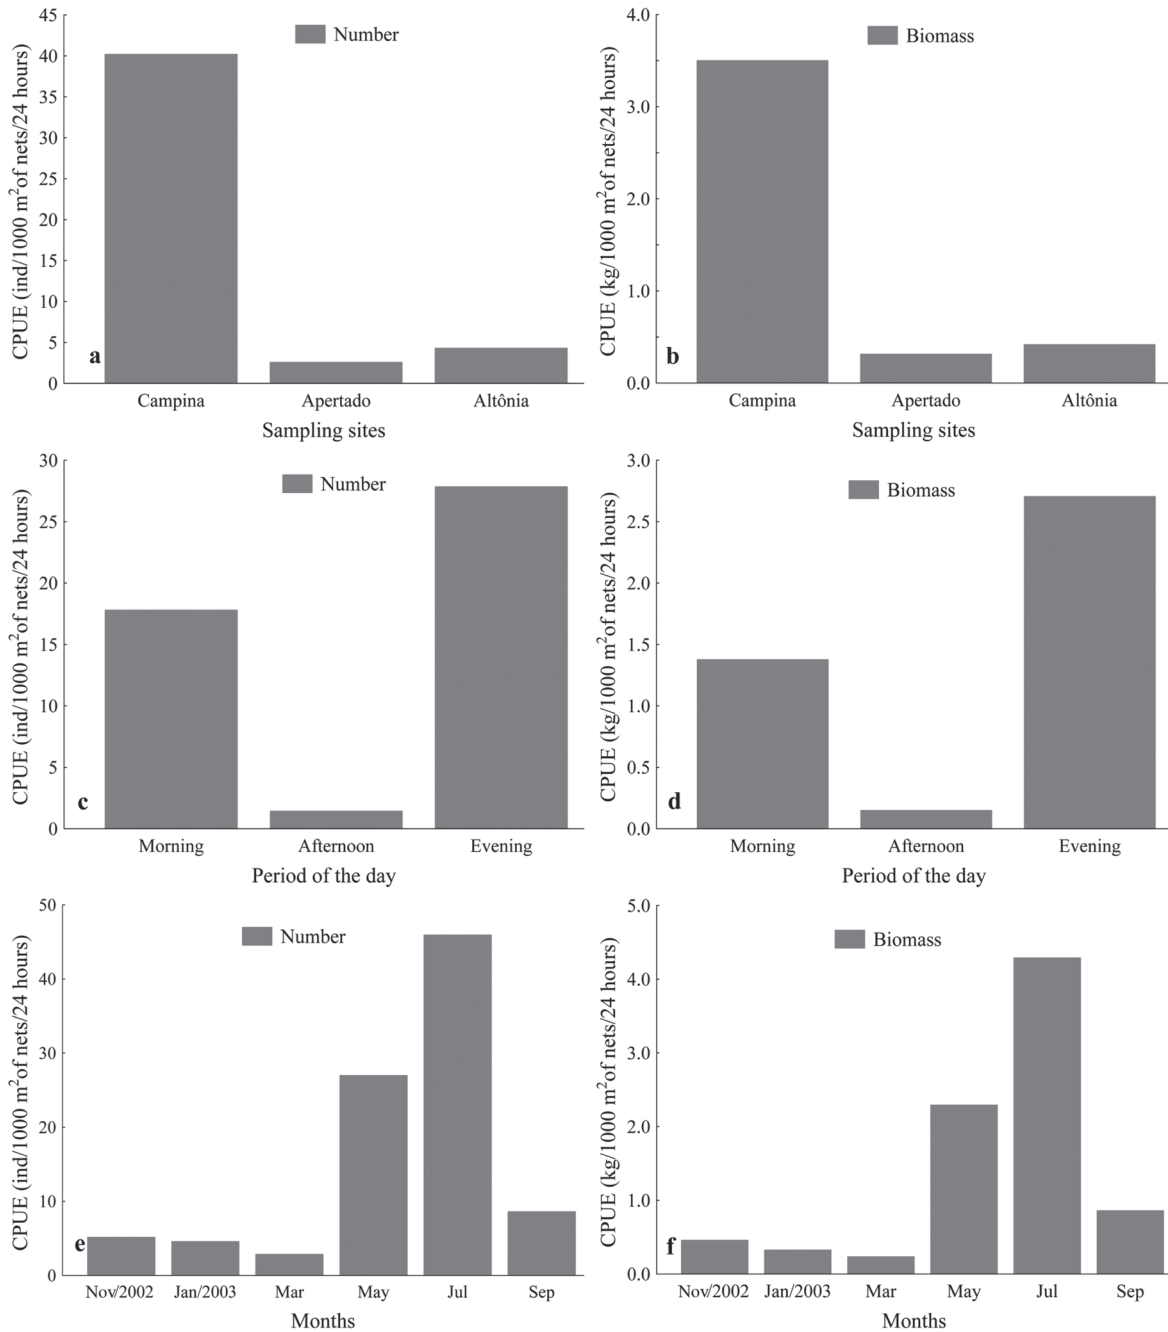 CPUE (ind/1000 m²of nets/24 hours)
45
40
35
30
25
20
15
10
5
0
Number
a
Campina Apertado Altônia
Sampling sites
CPUE (kg/1000 m²of nets/24 hours)
4.0
3.0
4.0
2.0
1.0
0.0
Biomass
b
Campina Apertado Altônia
Sampling sites
CPUE (ind/1000 m²of nets/24 hours)
30
25
20
15
10
5
0
Number
c
Morning Afternoon Evening
Period of the day
CPUE (kg/1000 m²of nets/24 hours)
3.0
2.5
2.0
1.5
1.0
0.5
0.0
Biomass
d
Morning Afternoon Evening
Period of the day
CPUE (ind/1000 m²of nets/24 hours)
50
40
30
20
10
0
Number
e
Nov/2002 Jan/2003 Mar May Jul Sep
Months
CPUE (kg/1000 m²of nets/24 hours)
5.0
4.0
3.0
2.0
1.0
0.0
Biomass
f
Nov/2002 Jan/2003 Mar May Jul Sep
Months